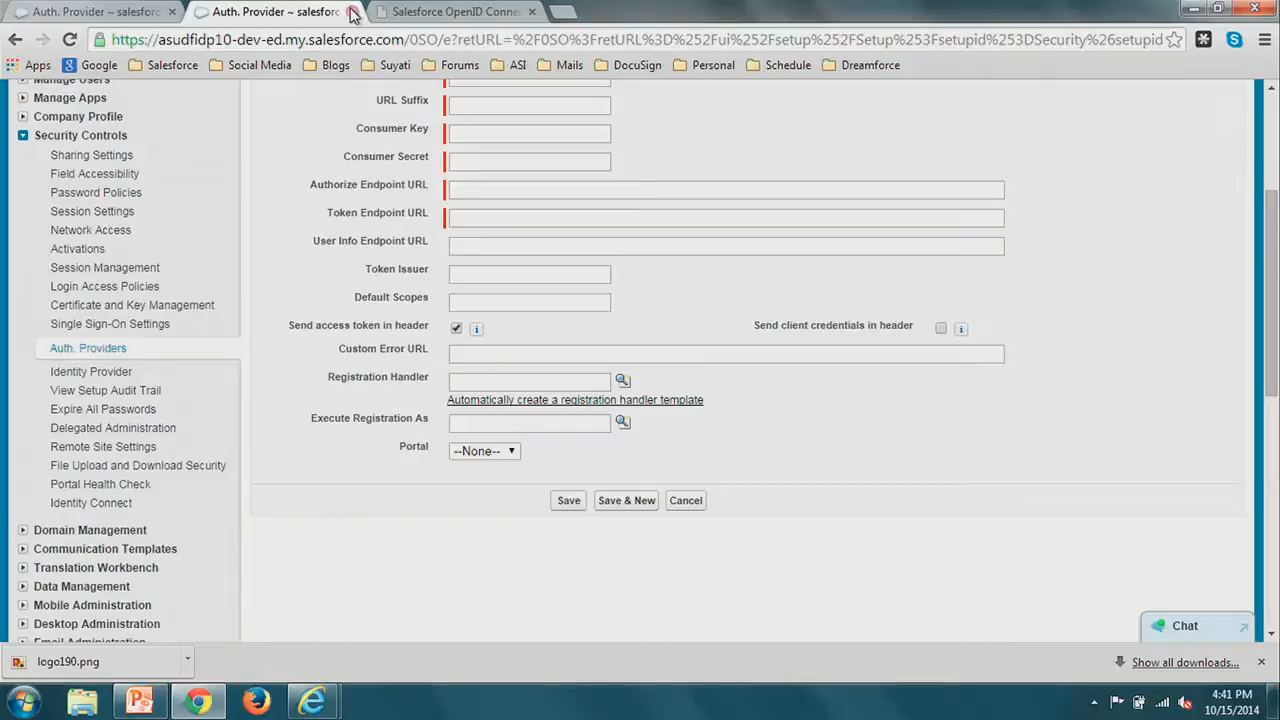 Auth. Provider ~ salesforc
Auth. Provider ~ salesforc
Salesforce OpenID Conne
https://asudfidp10-dev-ed.my.salesforce.com/0SO/e?retURL=%2F0SO%3FretURL%3D%252Fui%252Fsetup%252FSetup%253Fsetupid%253DSecurity%26setupid
Apps
Google
Salesforce
Social Media
Blogs
Suyati
Forums
ASI
Mails
DocuSign
Personal
Schedule
Dreamforce
Manage Users
Manage Apps
Company Profile
Security Controls
Sharing Settings
Field Accessibility
Password Policies
Session Settings
Network Access
Activations
Session Management
Login Access Policies
Certificate and Key Management
Single Sign-On Settings
Auth. Providers
Identity Provider
View Setup Audit Trail
Expire All Passwords
Delegated Administration
Remote Site Settings
File Upload and Download Security
Portal Health Check
Identity Connect
Domain Management
Communication Templates
Translation Workbench
Data Management
Mobile Administration
Desktop Administration
Email Administration
URL Suffix
Consumer Key
Consumer Secret
Authorize Endpoint URL
Token Endpoint URL
User Info Endpoint URL
Token Issuer
Default Scopes
Send access token in header
Send client credentials in header
Custom Error URL
Registration Handler
Automatically create a registration handler template
Execute Registration As
Portal
--None--
Save
Save & New
Cancel
Chat
logo190.png
Show all downloads...
4:41 PM
10/15/2014